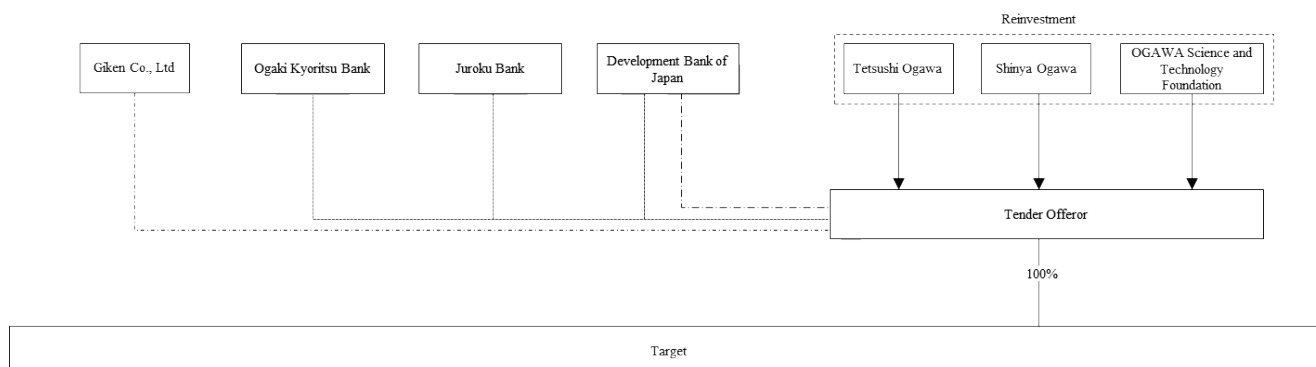 Reinvestment
Giken Co., Ltd
Ogaki Kyoritsu Bank
Juroku Bank
Development Bank of
Japan
Tetsushi Ogawa
Shinya Ogawa
OGAWA Science and
Technology
Foundation
Tender Offeror
100%
Target